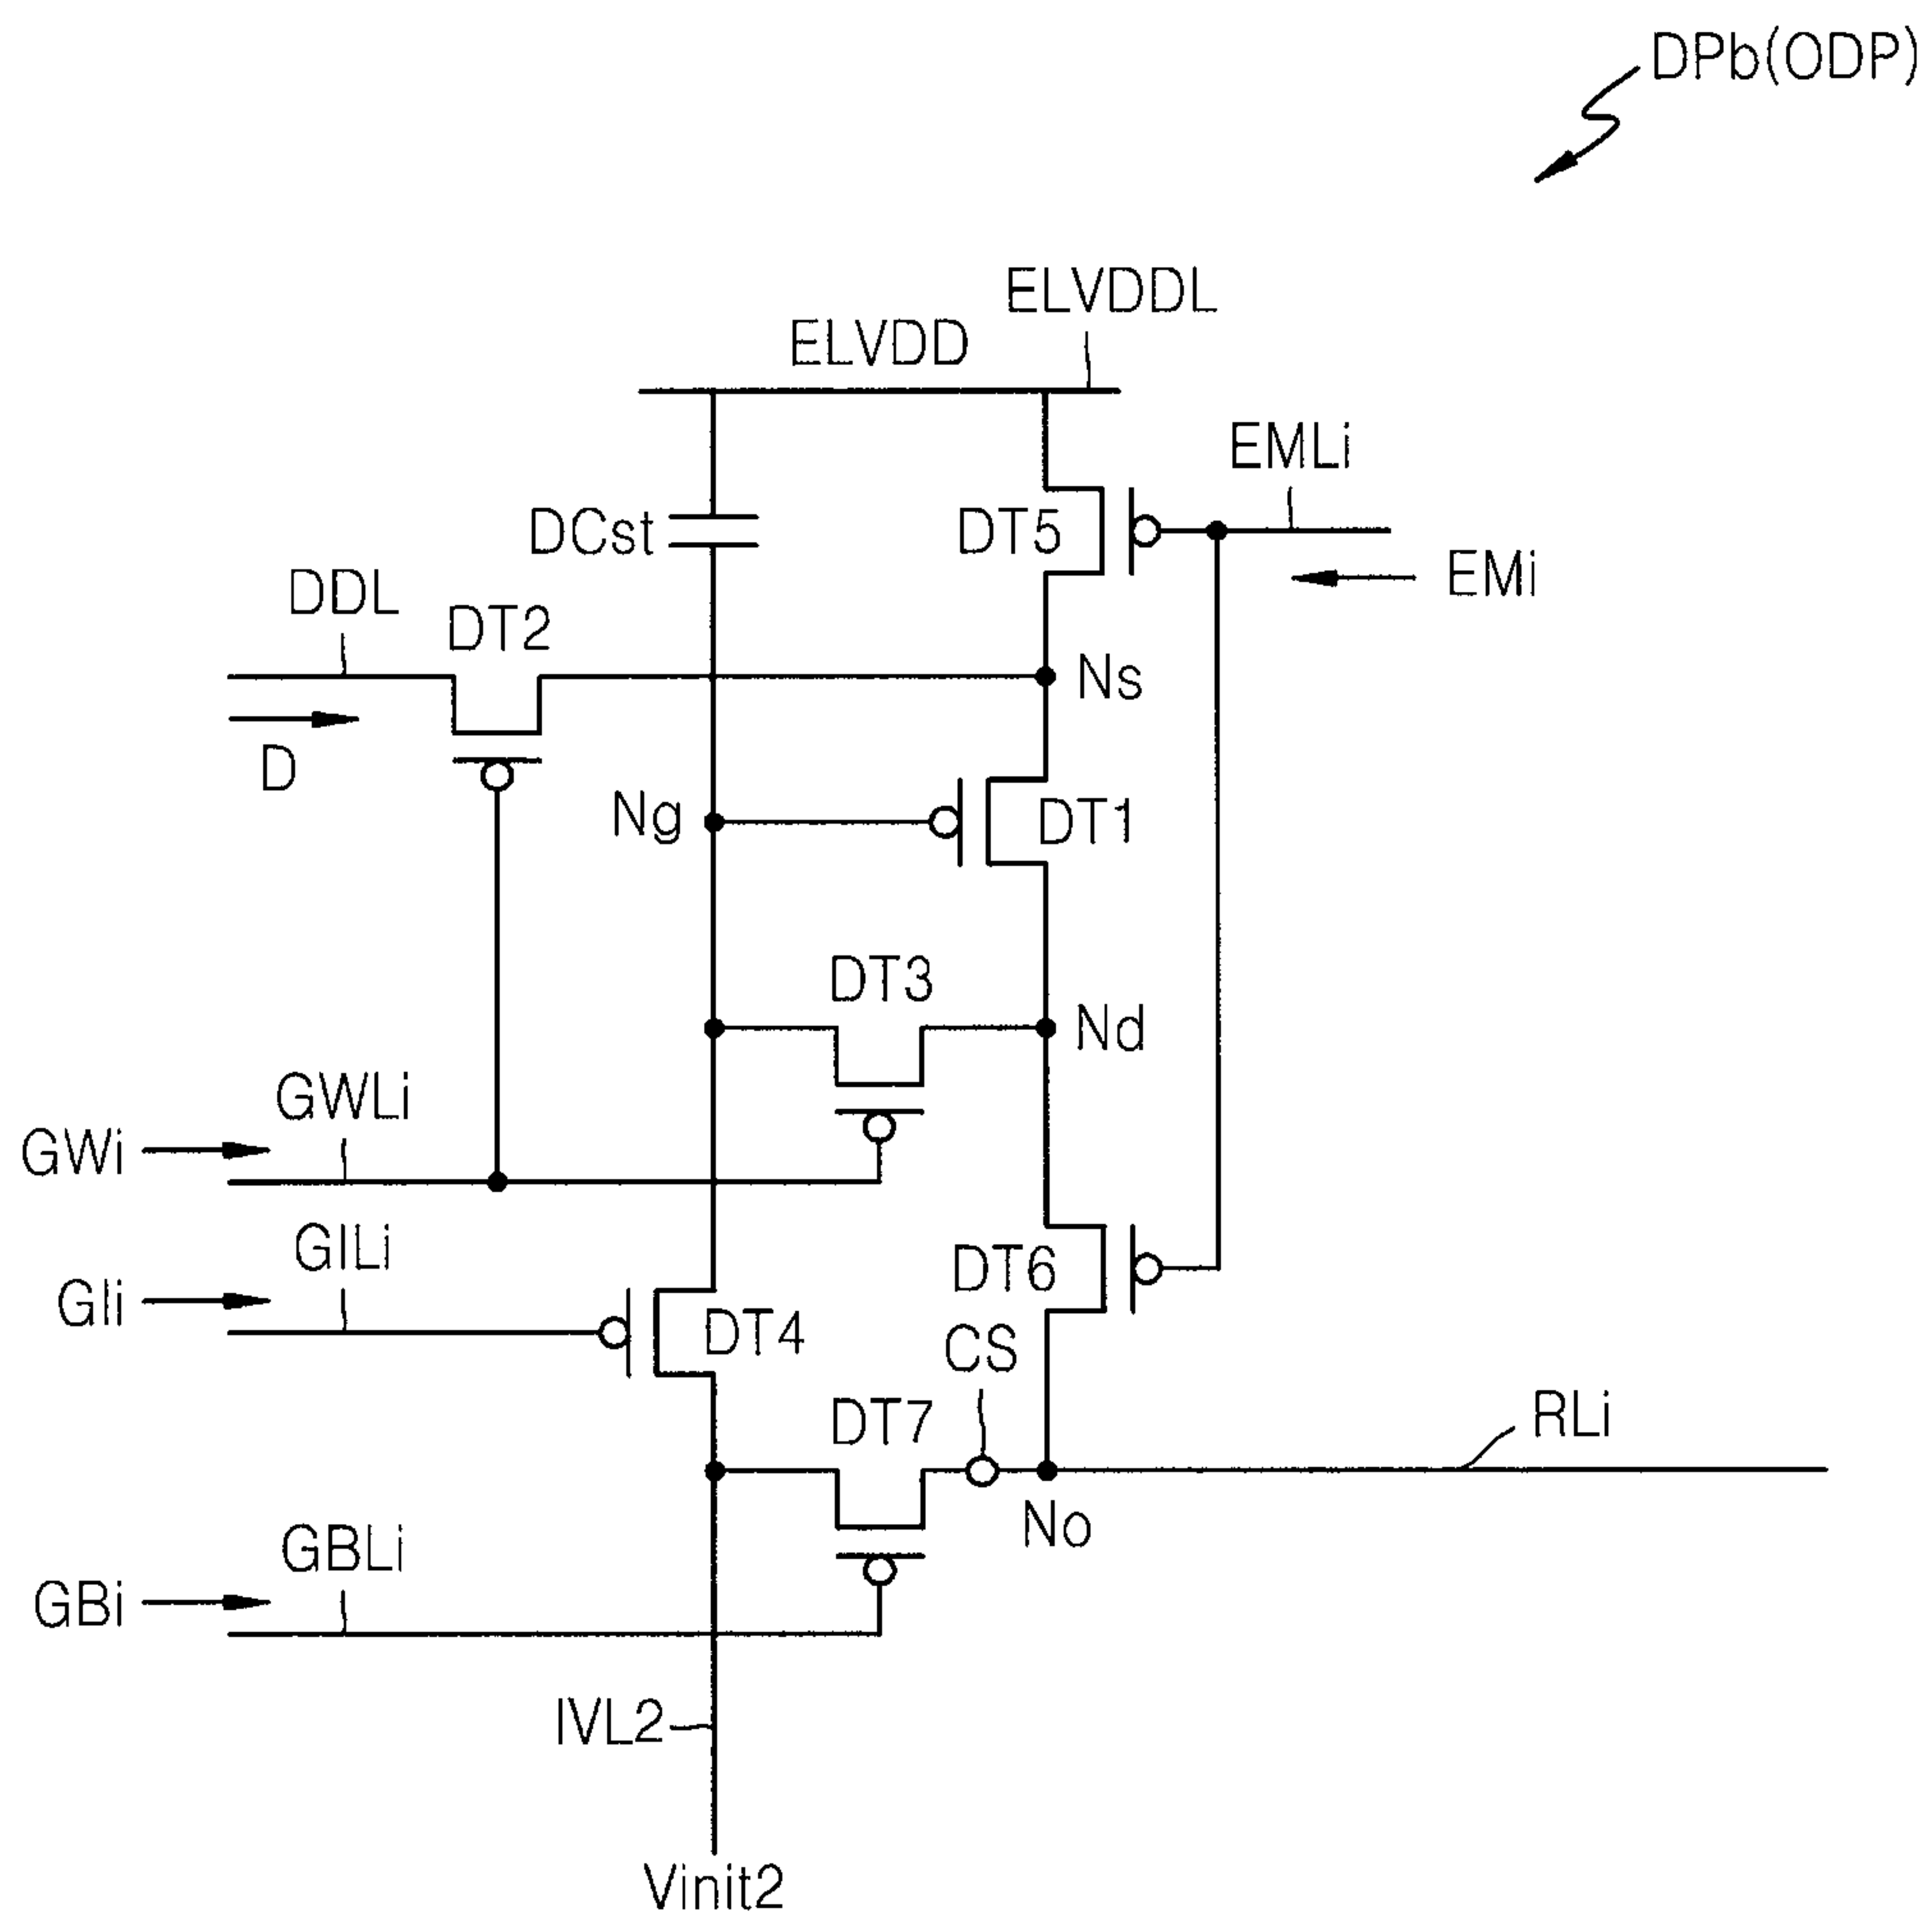 DPb(ODP)
ELVDDL
ELVDD
EMLi
DCst
DT5
EMi
DDL
DT2
Ns
D
Ng
DT1
DT3
Nd
GWLi
GWi
GILi
DT6
GIi
DT4
CS
DT7
RLi
No
GBLi
GBi
IVL2
Vinit2